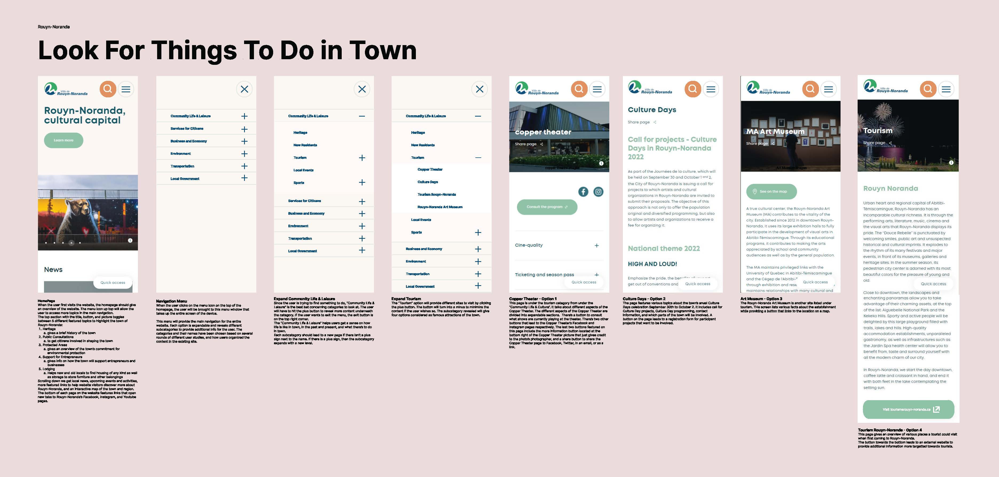 Rouyn-Noranda
Look For Things To Do in Town
Ville de
Rouyn-Noranda
Rouyn-Noranda,
cultural capital
Learn more
News
Quick access
HomePage
When the user first visits the website, the homepage should give
an overview of the website. The menu icon up top will allow the
user to access more topics in the main navigation.
The top section with the title, button, and picture toggles
between 5 different featured topics to highlight the town of
Rouyn-Noranda:
1. Heritage
a. gives a brief history of the town
2. Public Consultations
a. to get citizens involved in shaping the town
3. Protected Areas
a. gives an overview of the town's commitment for
environmental protection
4. Support for Entrepreneurs
a. gives info on how the town will support entrepreneurs and
businesses
5. Lodging
a. Helps new and old locals to find housing of any kind as well
as storage to store furniture and other belongings
Scrolling down we get local news, upcoming events and activities,
more featured links to help website visitors discover more about
Rouyn-Noranda, and an interactive map of the town and region.
The bottom of each page on the website features links that open
new tabs to Rouyn-Noranda's Facebook, Instagram, and Youtube
pages.
Community Life & Leisure
Services for Citizens
Business and Economy
Environment
Transportation
Local Government
Navigation Menu
When the user clicks on the menu icon on the top of the
homepage, the user will be brought to this menu window that
takes up the entire screen of the device.
This menu will provide the main navigation for the entire
website. Each option is expandable and reveals different
subcategories to provide additional info for the user. The
categories and their names have been chosen based on several
rounds of different user studies, and how users organized the
content in the existing site.
Community Life & Leisure
Heritage
New Residents
Tourism
Local Events
Sports
Services for Citizens
Business and Economy
Environment
Transportation
Local Government
Expand Community Life & Leisure
Since the user is trying to find something to do, "Community Life &
Leisure" is the best bet concerning categories to look at. The user
will have to hit the plus button to reveal more content underneath
the category. If the user wants to exit the menu, the exit button is
on the top right corner.
The "Community Life & Leisure" helps users get a sense on how
life is like in town, in the past and present, and what there's to do
in town.
Each subcategory should lead to a new page if there isn't a plus
sign next to the name. If there is a plus sign, then the subcategory
expands with a new level.
Community Life & Leisure
Heritage
New Residents
Tourism
Copper Theater
Culture Days
Tourism Rouyn-Noranda
Rouyn-Noranda Art Museum
Local Events
Sports
Business and Economy
Environment
Transportation
Local Government
Expand Tourism
The "Tourism" option will provide different sites to visit by clicking
the plus button. The button will turn into a minus to minimize the
content if the user wishes so. The subcategory revealed will give
four options considered as famous attractions of the town.
Ville de
Rouyn-Noranda
copper theater
Share page
copper theatre images
Consult the program
Cine-quality
Ticketing and season pass
Quick access
Copper Theater - Option 1
This page is under the tourism category from under the
"Community Life & Culture". It talks about different aspects of the
Copper Theater. The different aspects of the Copper Theater are
divided into expandable sections. There's a button to consult
what shows are currently playing at the theater. There's two other
buttons that lead to the Copper Theater's Facebook and
Instagram pages respectively. The last two buttons featured on
this page include the more information button located at the
bottom right of the Copper Theater picture that just gives credit
to the photo's photographer, and a share button to share the
Copper Theater page to Facebook, Twitter, in an email, or as a
link.
Ville de
Rouyn-Noranda
Culture Days
Share page
Call for projects - Culture
Days in Rouyn-Noranda
2022
As part of the Journées de la culture, which will
be held on September 30 and October 1 and 2,
the City of Rouyn-Noranda is issuing a call for
projects to which artists and cultural
organizations in Rouyn-Noranda are invited to
submit their proposals. The objective of this
approach is not only to offer the population
original and diversified programming, but also
to allow artists and organizations to receive a
fee for organizing it.
National theme 2022
HIGH AND LOUD!
Emphasize the pride, the benefits of your art
get out of conventions and
Quick access
Culture Days - Option 2
The page features various topics about the town's anual Culture
Days celebration September 30th to October 2. It includes call for
Culture Day projects, Culture Day programming, contact
information, and which parts of the town will be involved. A
button on the page leads to a registration form for participant
projects that want to be involved.
Ville de
Rouyn-Noranda
MA Art Museum
Share page
Art Museum images
See on the map
A true cultural center, the Rouyn-Noranda Art
Museum (MA) contributes to the vitality of the
city. Established since 2012 in downtown Rouyn-
Noranda, it uses its large exhibition halls to fully
participate in the development of visual arts in
Abitibi-Témiscamingue. Through its educational
programs, it contributes to making the arts
appreciated by school and community
audiences as well as by the general population.
The MA maintains privileged links with the
University of Quebec in Abitibi-Témiscamingue
and the Cégep de l'Abitibi-T
through exhibition and rese
maintains relationships with many cultural and
Quick access
Art Museum - Option 3
The Rouyn-Noranda Art Museum is another site listed under
tourism. THe screen lists various facts about the establishment
while providing a button that links to the location on a map.
Ville de
Rouyn-Noranda
Tourism
Share page
Rouyn Noranda
Urban heart and regional capital of Abitibi-
Témiscamingue, Rouyn-Noranda has an
incomparable cultural richness. It is through the
performing arts, literature, music, cinema and
the visual arts that Rouyn-Noranda displays its
pride. The "Douce Rebelle" is punctuated by
welcoming smiles, public art and unsuspected
historical and cultural imprints. It explodes to
the rhythm of its many festivals and major
events, in front of its museums, galleries and
heritage sites. In the summer season, its
pedestrian city center is adorned with its most
beautiful colors for the pleasure of young and
old.
Quick access
Close to downtown, the landscapes and
enchanting panoramas allow you to take
advantage of their charming assets, at the top
of the list: Aiguebelle National Park and the
Kekeko Hills. Sporty and active people will be
delighted by this large playground filled with
trails, lakes and hills. High-quality
accommodation establishments, unparalleled
gastronomy, as well as infrastructures such as
the Jardin Spa health center will allow you to
benefit from, taste and surround yourself with
all the modern charm of our city.
In Rouyn-Noranda, we start the day downtown,
coffee latte and croissant in hand, and end it
with both feet in the lake contemplating the
setting sun.
Visit tourismerouyn-noranda.ca
Tourism Rouyn-Noranda - Option 4
This page gives an overview of various places a tourist could visit
when first coming to Rouyn-Noranda.
The button towards the bottom leads to an external website to
provide additional information more targetted towards tourists.